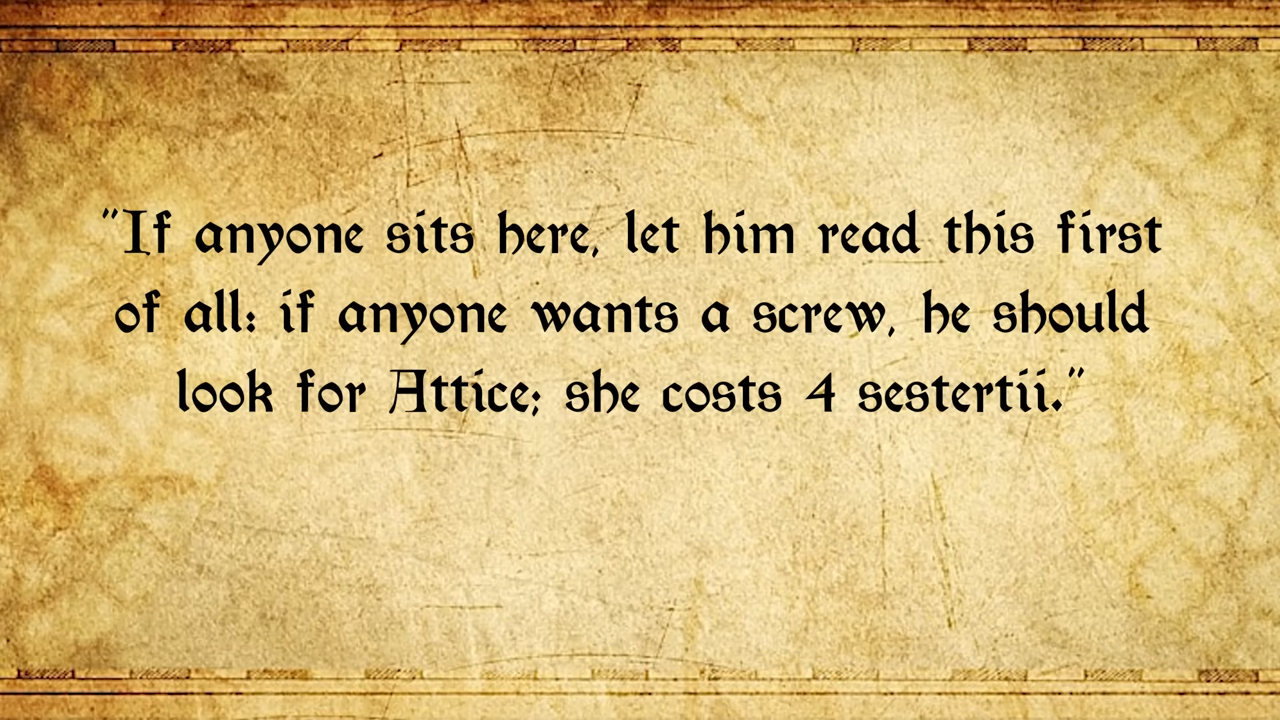 "If anyone sits here, let him read this first
of all: if anyone wants a screw, he should
look for Attice; she costs 4 sestertii."